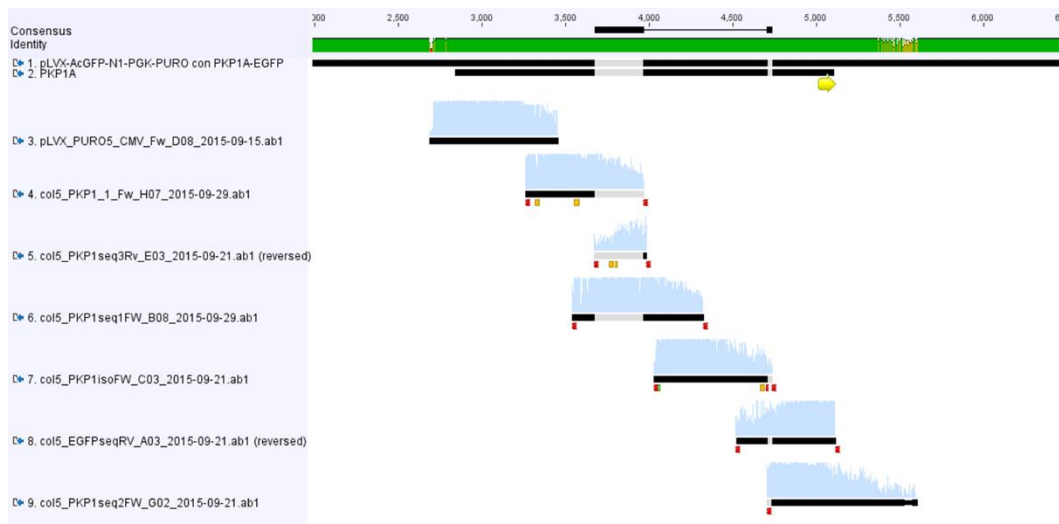 000 2,500 3,000 3,500 4,000 4,500 5,000 5,500 6,000 6,
Consensus
Identity
1. pLVX-AcGFP-N1-PGK-PURO con PKP1A-EGFP
2. PKP1A
3. pLVX_PURO5_CMV_Fw_D08_2015-09-15.ab1
4. col5_PKP1_1_Fw_H07_2015-09-29.ab1
5. col5_PKP1seq3Rv_E03_2015-09-21.ab1 (reversed)
6. col5_PKP1seq1FW_B08_2015-09-29.ab1
7. col5_PKP1isoFW_C03_2015-09-21.ab1
8. col5_EGFPseqRV_A03_2015-09-21.ab1 (reversed)
9. col5_PKP1seq2FW_G02_2015-09-21.ab1